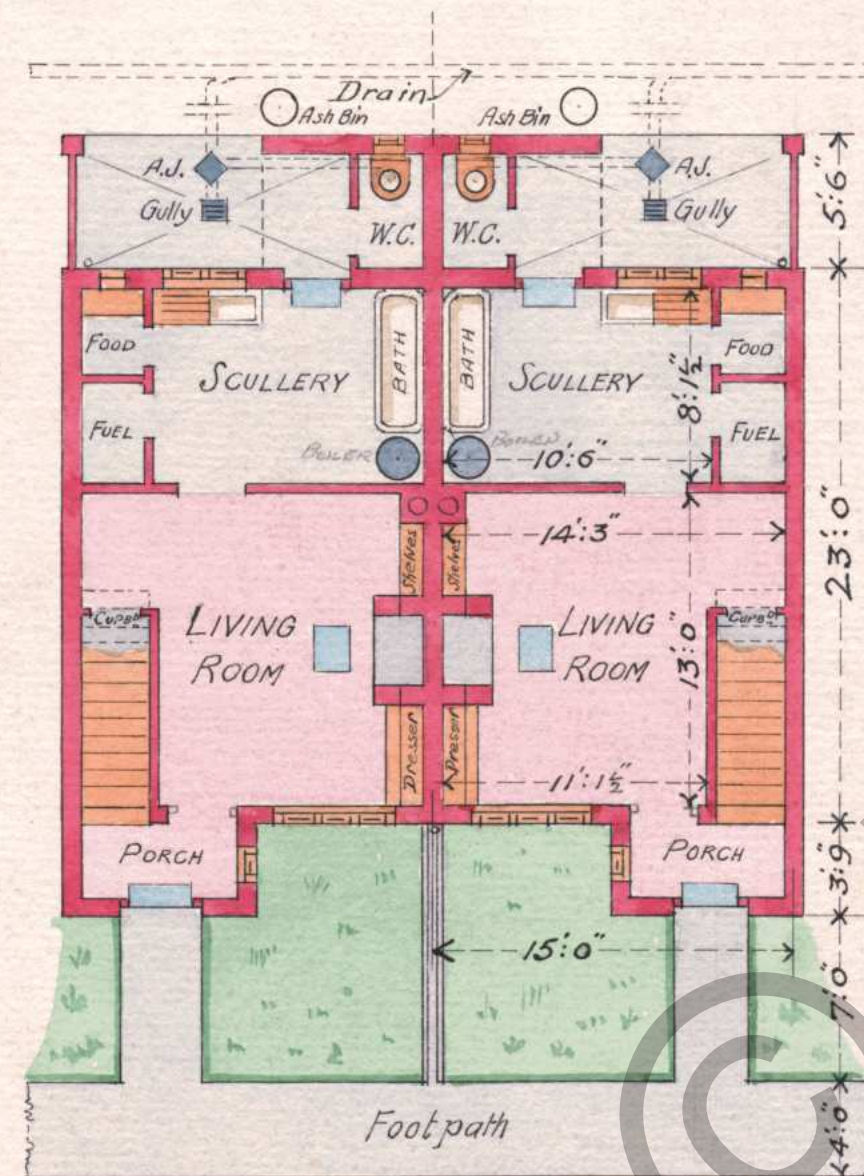 Drain
Ash Bin
Ash Bin
A.J.
A.J.
Gully
Gully
W.C.
W.C.
5'.6"
FOOD
FOOD
SCULLERY
SCULLERY
BATH
BATH
8'.1½"
FUEL
FUEL
BOILER
BOILER
10'.6"
14'.3"
23'.0"
Shelves
Shelves
CUPBD
CUPBD
LIVING
ROOM
LIVING
ROOM
13'.0"
Dresser
Dresser
11'.1½"
PORCH
PORCH
3'.9"
15'.0"
7'.0"
Footpath
4'.0"
©